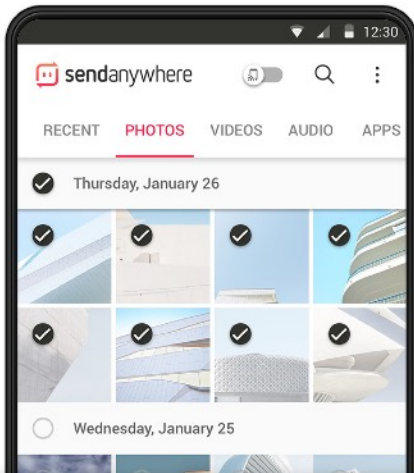 12:30
sendanywhere
RECENT PHOTOS VIDEOS AUDIO APPS
Thursday, January 26
Wednesday, January 25